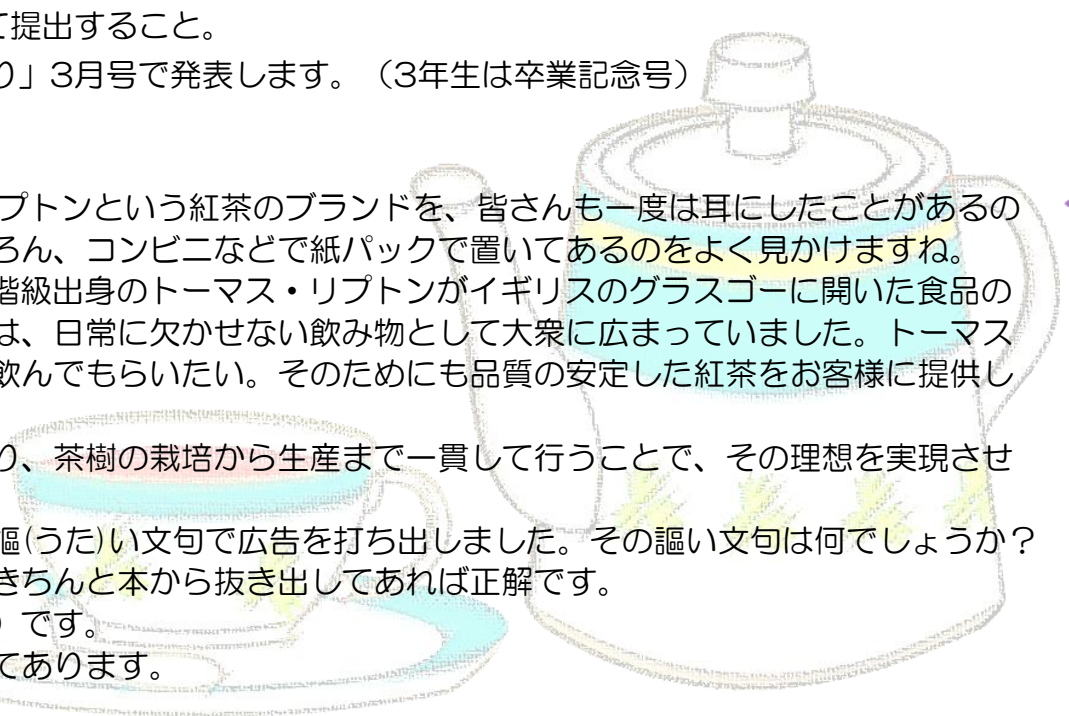 て提出すること。
り」3月号で発表します。（3年生は卒業記念号）
プトンという紅茶のブランドを、皆さんも一度は耳にしたことがあるの
ろん、コンビニなどで紙パックで置いてあるのをよく見かけますね。
階級出身のトーマス・リプトンがイギリスのグラスゴーに開いた食品の
は、日常に欠かせない飲み物として大衆に広まっていました。トーマス
飲んでもらいたい。そのためにも品質の安定した紅茶をお客様に提供し
り、茶樹の栽培から生産まで一貫して行うことで、その理想を実現させ
謳(うた)い文句で広告を打ち出しました。その謳い文句は何でしょうか？
きちんと本から抜き出してあれば正解です。
）です。
てあります。